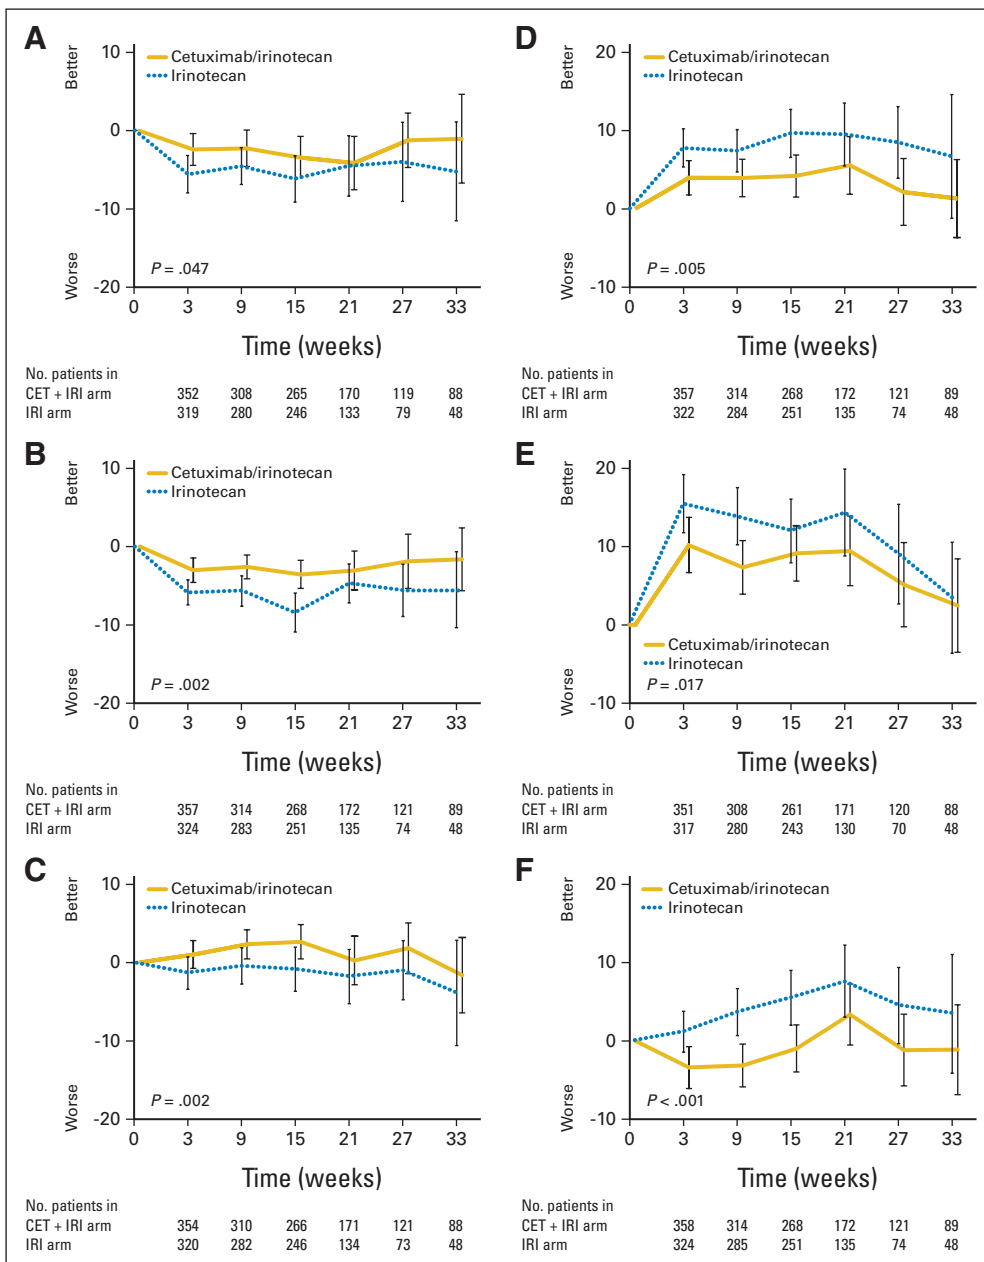 A
Better
10
0
-10
-20
Worse
Cetuximab/irinotecan
Irinotecan
P = .047
0 3 9 15 21 27 33
Time (weeks)
No. patients in
CET + IRI arm 352 308 265 170 119 88
IRI arm 319 280 246 133 79 48
B
Better
10
0
-10
-20
Worse
Cetuximab/irinotecan
Irinotecan
P = .002
0 3 9 15 21 27 33
Time (weeks)
No. patients in
CET + IRI arm 357 314 268 172 121 89
IRI arm 324 283 251 135 74 48
C
Better
10
0
-10
-20
Worse
Cetuximab/irinotecan
Irinotecan
P = .002
0 3 9 15 21 27 33
Time (weeks)
No. patients in
CET + IRI arm 354 310 266 171 121 88
IRI arm 320 282 246 134 73 48
D
Better
20
10
0
-10
Worse
Cetuximab/irinotecan
Irinotecan
P = .005
0 3 9 15 21 27 33
Time (weeks)
No. patients in
CET + IRI arm 357 314 268 172 121 89
IRI arm 322 284 251 135 74 48
E
Better
20
10
0
-10
Worse
Cetuximab/irinotecan
Irinotecan
P = .017
0 3 9 15 21 27 33
Time (weeks)
No. patients in
CET + IRI arm 351 308 261 171 120 88
IRI arm 317 280 243 130 70 48
F
Better
20
10
0
-10
Worse
Cetuximab/irinotecan
Irinotecan
P < .001
0 3 9 15 21 27 33
Time (weeks)
No. patients in
CET + IRI arm 358 314 268 172 121 89
IRI arm 324 285 251 135 74 48